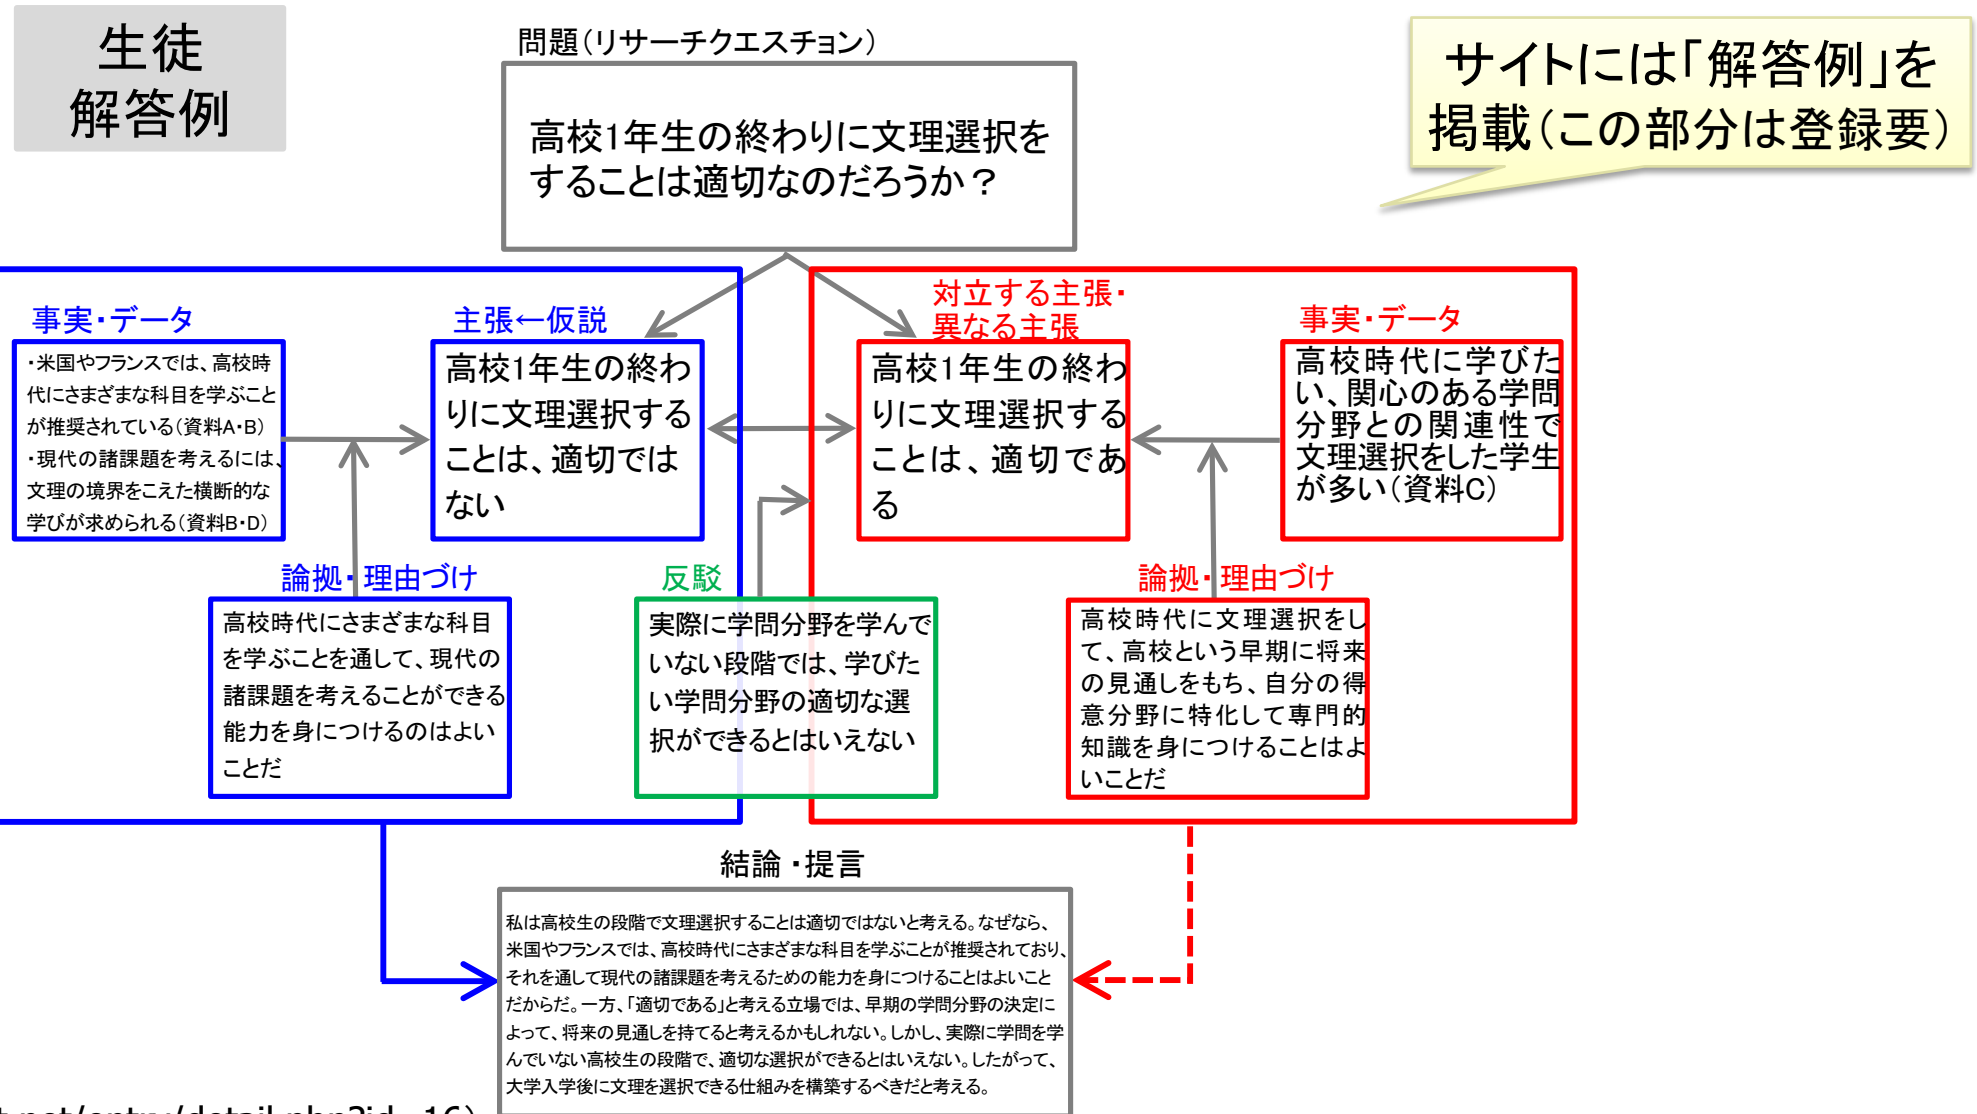 生徒
解答例
問題(リサーチクエスチョン)
高校1年生の終わりに文理選択を
することは適切なのだろうか？
サイトには「解答例」を
掲載(この部分は登録要)
事実・データ
・米国やフランスでは、高校時
代にさまざまな科目を学ぶこと
が推奨されている(資料A・B)
・現代の諸課題を考えるには、
文理の境界をこえた横断的な
学びが求められる(資料B・D)
主張←仮説
高校1年生の終わ
りに文理選択する
ことは、適切では
ない
論拠・理由づけ
高校時代にさまざまな科目
を学ぶことを通して、現代の
諸課題を考えることができる
能力を身につけるのはよい
ことだ
反駁
実際に学問分野を学んで
いない段階では、学びた
い学問分野の適切な選
択ができるとはいえない
対立する主張・
異なる主張
高校1年生の終わ
りに文理選択する
ことは、適切であ
る
事実・データ
高校時代に学びた
い、関心のある学問
分野との関連性で
文理選択をした学生
が多い(資料C)
論拠・理由づけ
高校時代に文理選択をし
て、高校という早期に将来
の見通しをもち、自分の得
意分野に特化して専門的
知識を身につけることはよ
いことだ
結論・提言
私は高校生の段階で文理選択することは適切ではないと考える。なぜなら、
米国やフランスでは、高校時代にさまざまな科目を学ぶことが推奨されており、
それを通して現代の諸課題を考えるための能力を身につけることはよいこと
だからだ。一方、「適切である」と考える立場では、早期の学問分野の決定に
よって、将来の見通しを持てると考えるかもしれない。しかし、実際に学問を学
んでいない高校生の段階で、適切な選択ができるとはいえない。したがって、
大学入学後に文理を選択できる仕組みを構築するべきだと考える。